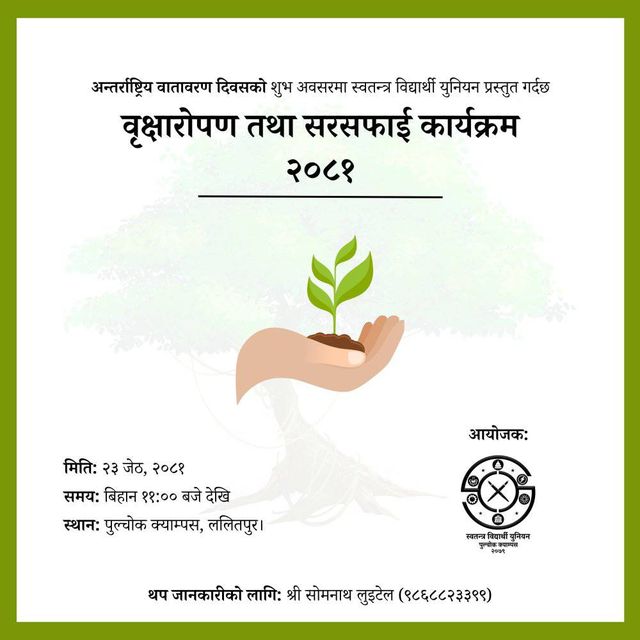 अन्तर्राष्ट्रिय वातावरण दिवसको शुभ अवसरमा स्वतन्त्र विद्यार्थी युनियन प्रस्तुत गर्दछ
वृक्षारोपण तथा सरसफाई कार्यक्रम
२०८१
आयोजक:
मिति: २३ जेठ, २०८१
समय: बिहान ११:०० बजे देखि
स्थान: पुल्चोक क्याम्पस, ललितपुर।
स्वतन्त्र विद्यार्थी युनियन
पुल्चोक क्याम्पस
२०७९
थप जानकारीको लागि: श्री सोमनाथ लुइटेल (९८६८८२३३९९)